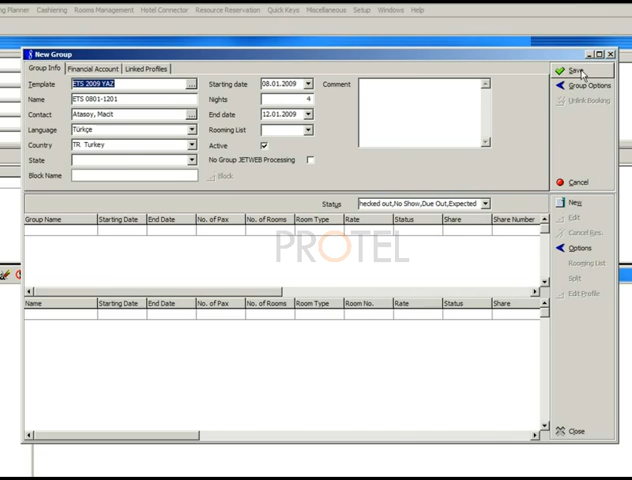 ng Planner Cashiering Rooms Management Hotel Connector Resource Reservation Quick Keys Miscellaneous Setup Windows Help
New Group
Group Info Financial Account Linked Profiles
Template ETS 2009 YAZ ... Starting date 08.01.2009 Comment
Name ETS 0801-1201 Nights 4
Contact Atasoy, Macit ... End date 12.01.2009
Language Türkçe Rooming List
Country TR Turkey Active
State No Group JETWEB Processing
Block Name Block
Save
Group Options
Unlink Booking
Cancel
Status hecked out,No Show,Due Out,Expected
Group Name Starting Date End Date No. of Pax No. of Rooms Room Type Rate Status Share Share Number
PROTEL
New
Edit
Cancel Res.
Options
Rooming List
Split
Edit Profile
Name Starting Date End Date No. of Pax No. of Rooms Room Type Room No. Rate Status Share
Close